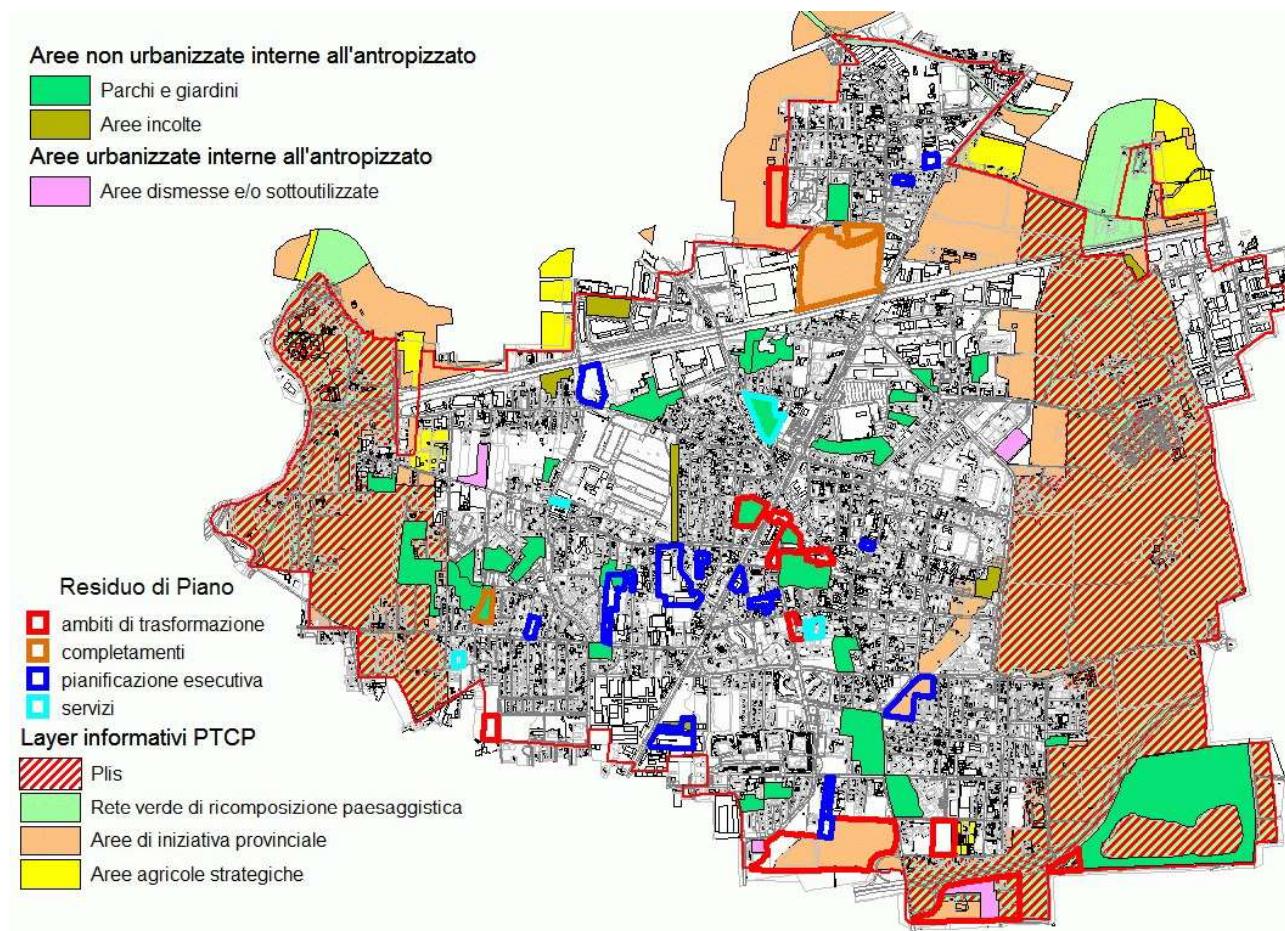 Aree non urbanizzate interne all'antropizzato
Parchi e giardini
Aree incolte
Aree urbanizzate interne all'antropizzato
Aree dismesse e/o sottoutilizzate
Residuo di Piano
ambiti di trasformazione
completamenti
pianificazione esecutiva
servizi
Layer informativi PTCP
Plis
Rete verde di ricomposizione paesaggistica
Aree di iniziativa provinciale
Aree agricole strategiche